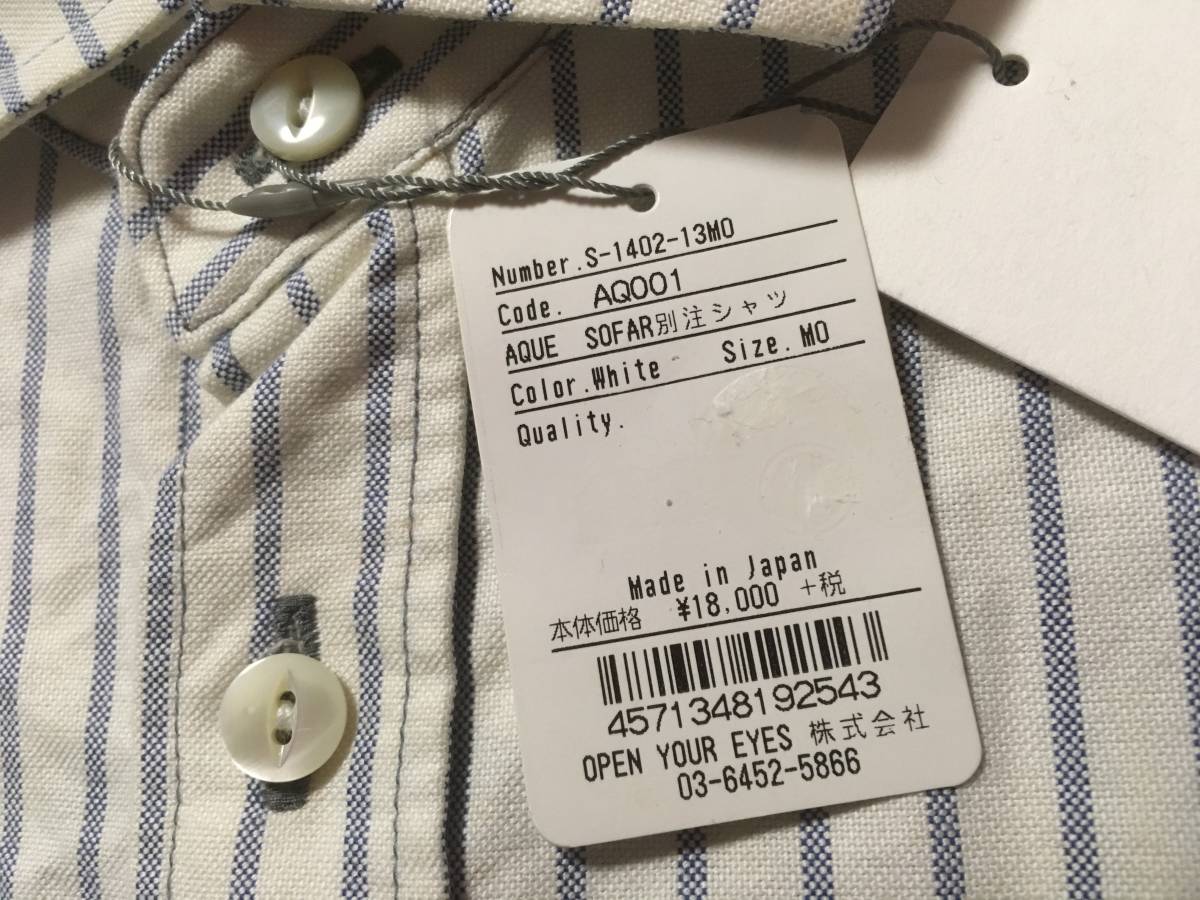 Number.S-1402-13MO
Code. AQ001
AQUE SOFAR別注シャツ
Color.White Size.MO
Quality.
Made in Japan
本体価格 ¥18,000 +税
4571348192543
OPEN YOUR EYES 株式会社
03-6452-5866